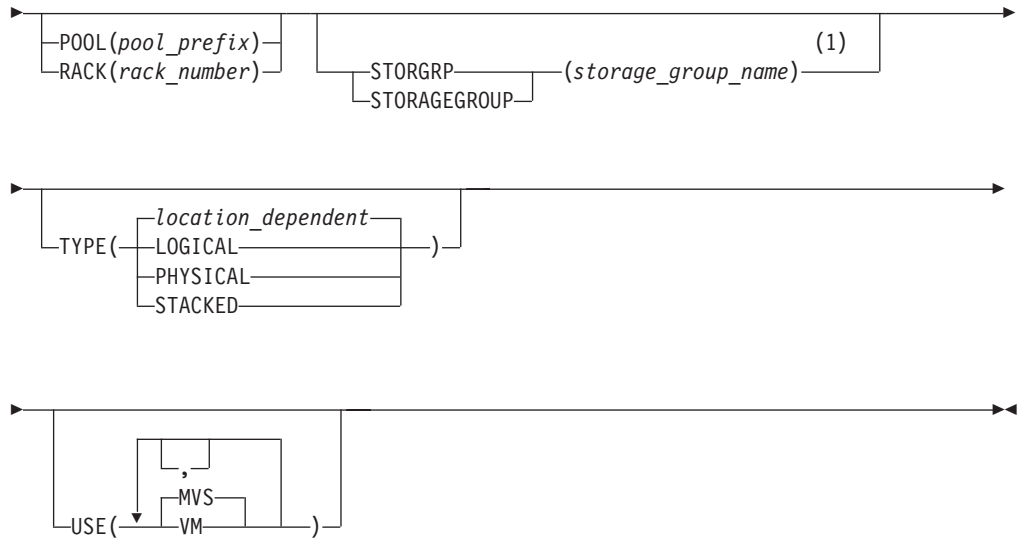 POOL(pool_prefix)
RACK(rack_number)
(1)
STORGRP
(storage_group_name)
STORAGEGROUP
location_dependent
TYPE(
LOGICAL
)
PHYSICAL
STACKED
,
MVS
USE(
VM
)